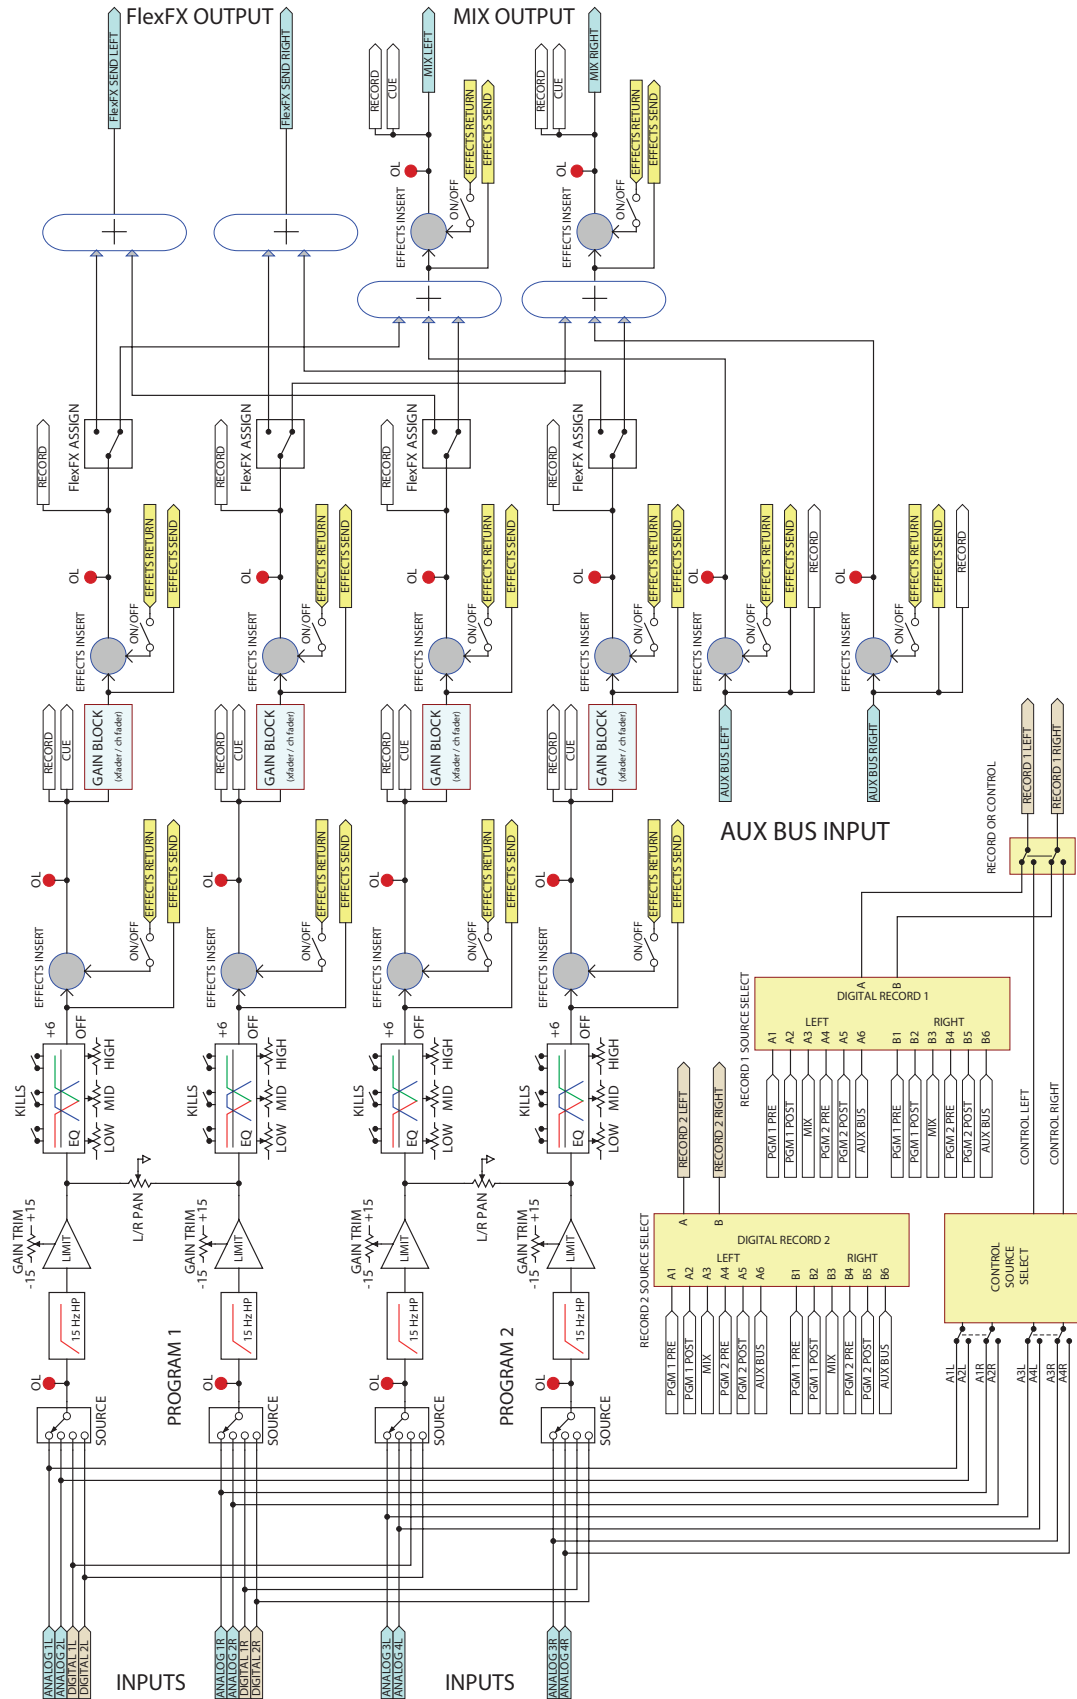 FlexFX OUTPUT
MIX OUTPUT
FlexFX SEND LEFT
FlexFX SEND RIGHT
RECORD
CUE
MIX LEFT
EFFECTS RETURN
EFFECTS SEND
RECORD
CUE
MIX RIGHT
EFFECTS RETURN
EFFECTS SEND
OL
ON/OFF
EFFECTS INSERT
OL
ON/OFF
EFFECTS INSERT
RECORD
FlexFX ASSIGN
RECORD
FlexFX ASSIGN
RECORD
FlexFX ASSIGN
RECORD
FlexFX ASSIGN
OL
EFFECTS INSERT
ON/OFF
EFFETS RETURN
EFFECTS SEND
OL
EFFECTS INSERT
ON/OFF
EFFECTS RETURN
EFFECTS SEND
OL
EFFECTS INSERT
ON/OFF
EFFECTS RETURN
EFFECTS SEND
OL
EFFECTS INSERT
ON/OFF
EFFECTS RETURN
EFFECTS SEND
OL
EFFECTS INSERT
ON/OFF
EFFECTS RETURN
EFFECTS SEND
RECORD
OL
EFFECTS INSERT
ON/OFF
EFFECTS RETURN
EFFECTS SEND
RECORD
RECORD
CUE
GAIN BLOCK
(xfader / ch fader)
RECORD
CUE
GAIN BLOCK
(xfader / ch fader)
RECORD
CUE
GAIN BLOCK
(xfader / ch fader)
RECORD
CUE
GAIN BLOCK
(xfader / ch fader)
AUX BUS LEFT
AUX BUS RIGHT
AUX BUS INPUT
OL
EFFECTS INSERT
ON/OFF
EFFECTS RETURN
EFFECTS SEND
OL
EFFECTS INSERT
ON/OFF
EFFECTS RETURN
EFFECTS SEND
OL
EFFECTS INSERT
ON/OFF
EFFECTS RETURN
EFFECTS SEND
OL
EFFECTS INSERT
ON/OFF
EFFECTS RETURN
EFFECTS SEND
RECORD OR CONTROL
RECORD 1 LEFT
RECORD 1 RIGHT
KILLS
+6
OFF
EQ
LOW
MID
HIGH
KILLS
+6
OFF
EQ
LOW
MID
HIGH
KILLS
+6
OFF
EQ
LOW
MID
HIGH
KILLS
+6
OFF
EQ
LOW
MID
HIGH
RECORD 1 SOURCE SELECT
DIGITAL RECORD 1
A
B
LEFT
RIGHT
A1
A2
A3
A4
A5
A6
B1
B2
B3
B4
B5
B6
PGM 1 PRE
PGM 1 POST
MIX
PGM 2 PRE
PGM 2 POST
AUX BUS
PGM 1 PRE
PGM 1 POST
MIX
PGM 2 PRE
PGM 2 POST
AUX BUS
CONTROL LEFT
CONTROL RIGHT
RECORD 2 LEFT
RECORD 2 RIGHT
GAIN TRIM
-15
+15
LIMIT
L/R PAN
GAIN TRIM
-15
+15
LIMIT
GAIN TRIM
-15
+15
LIMIT
L/R PAN
GAIN TRIM
-15
+15
LIMIT
RECORD 2 SOURCE SELECT
DIGITAL RECORD 2
A
B
LEFT
RIGHT
A1
A2
A3
A4
A5
A6
B1
B2
B3
B4
B5
B6
PGM 1 PRE
PGM 1 POST
MIX
PGM 2 PRE
PGM 2 POST
AUX BUS
PGM 1 PRE
PGM 1 POST
MIX
PGM 2 PRE
PGM 2 POST
AUX BUS
CONTROL
SOURCE
SELECT
A1L
A2L
A1R
A2R
A3L
A4L
A3R
A4R
15 Hz HP
15 Hz HP
15 Hz HP
15 Hz HP
PROGRAM 1
PROGRAM 2
OL
SOURCE
OL
SOURCE
OL
SOURCE
OL
SOURCE
ANALOG 1L
ANALOG 2L
DIGITAL 1L
DIGITAL 2L
INPUTS
ANALOG 1R
ANALOG 2R
DIGITAL 1R
DIGITAL 2R
ANALOG 3L
ANALOG 4L
INPUTS
ANALOG 3R
ANALOG 4R